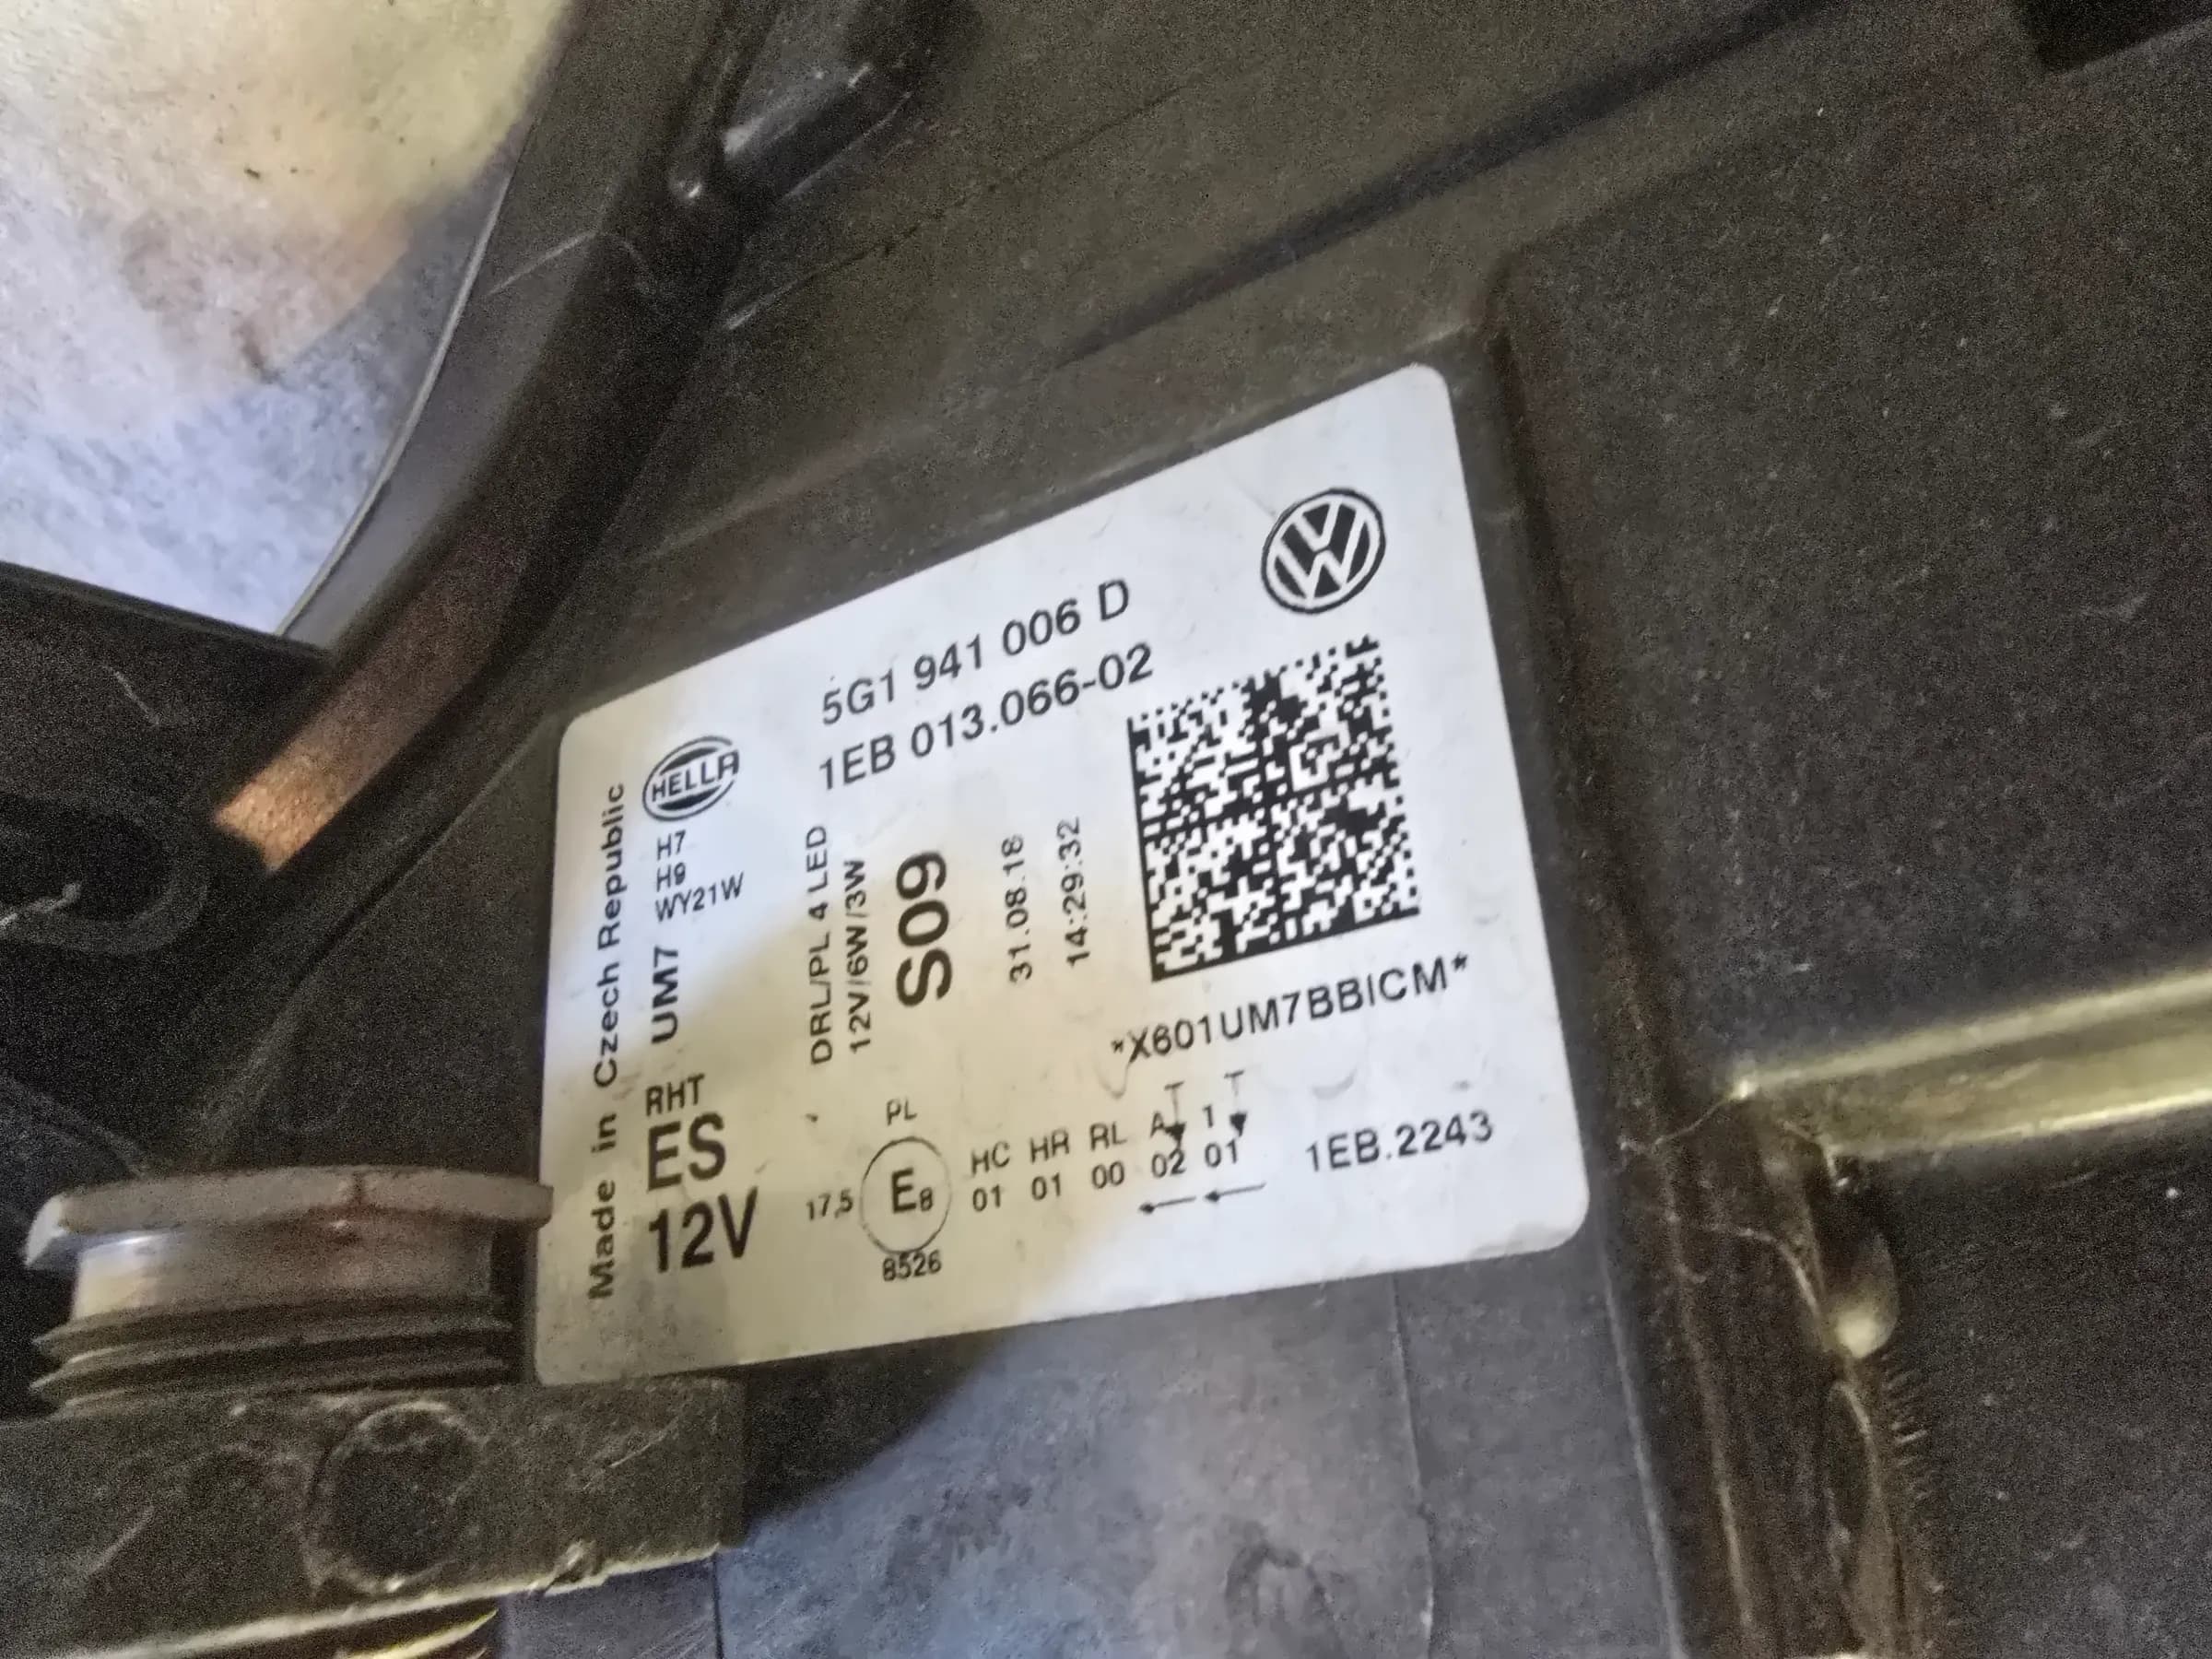 5G1 941 006 D
1EB 013.066-02
HELLA
H7
H9
WY21W
UM7
Made in Czech Republic
RHT
ES
12V
DRL/PL 4 LED
12V/6W/3W
S09
31.08.18
14:29:32
*X601UM7BBICM*
PL
17,5
E8
8526
HC HR RL A 1
01 01 00 02 01
1EB.2243